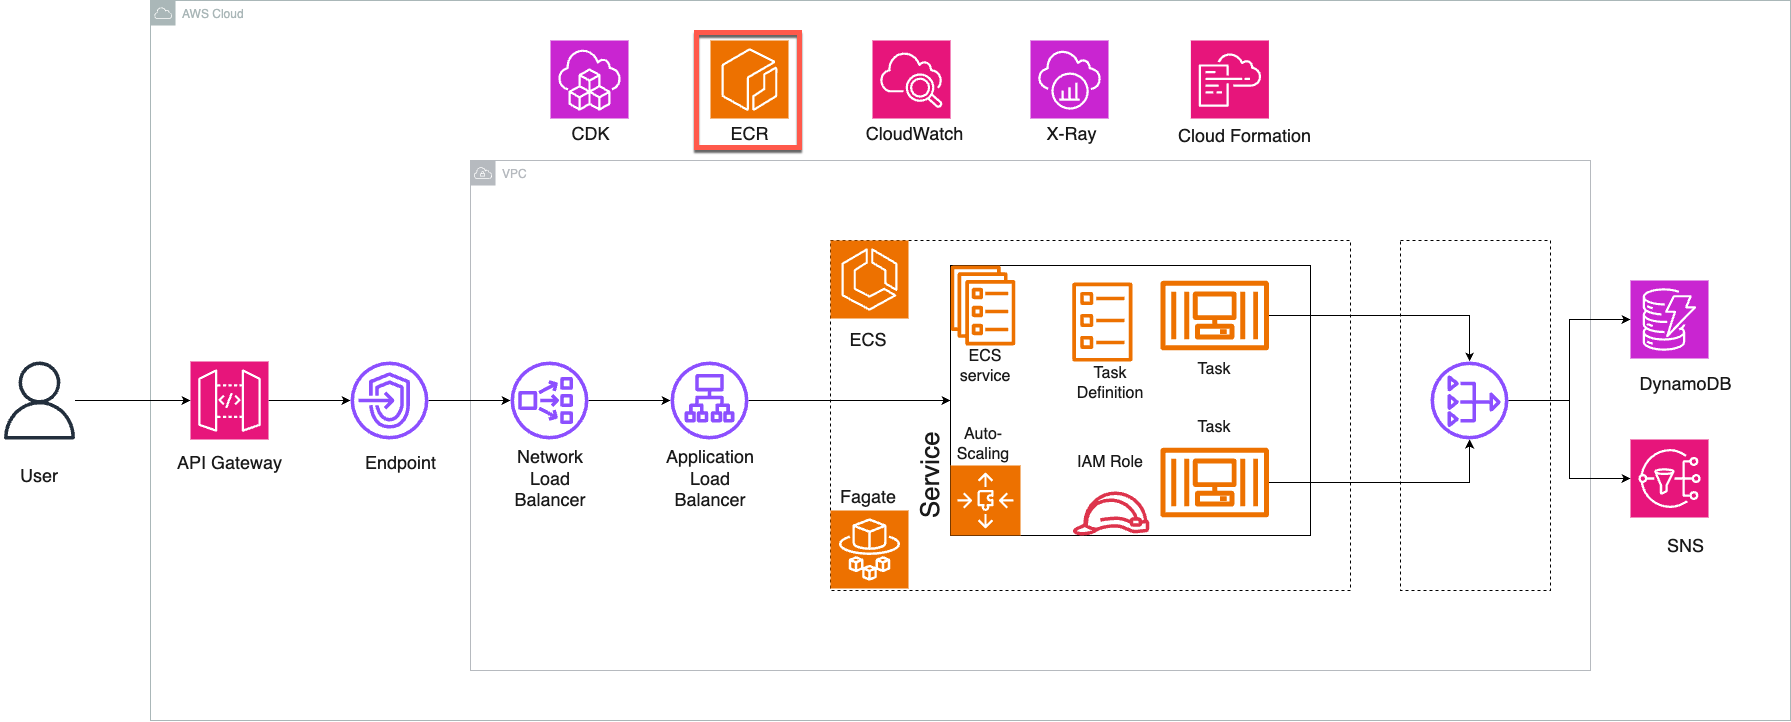 AWS Cloud
CDK
ECR
CloudWatch
X-Ray
Cloud Formation
VPC
ECS
ECS
service
Task
Definition
Task
User
API Gateway
Endpoint
Network
Load
Balancer
Application
Load
Balancer
Fagate
Service
Auto-
Scaling
IAM Role
Task
DynamoDB
SNS